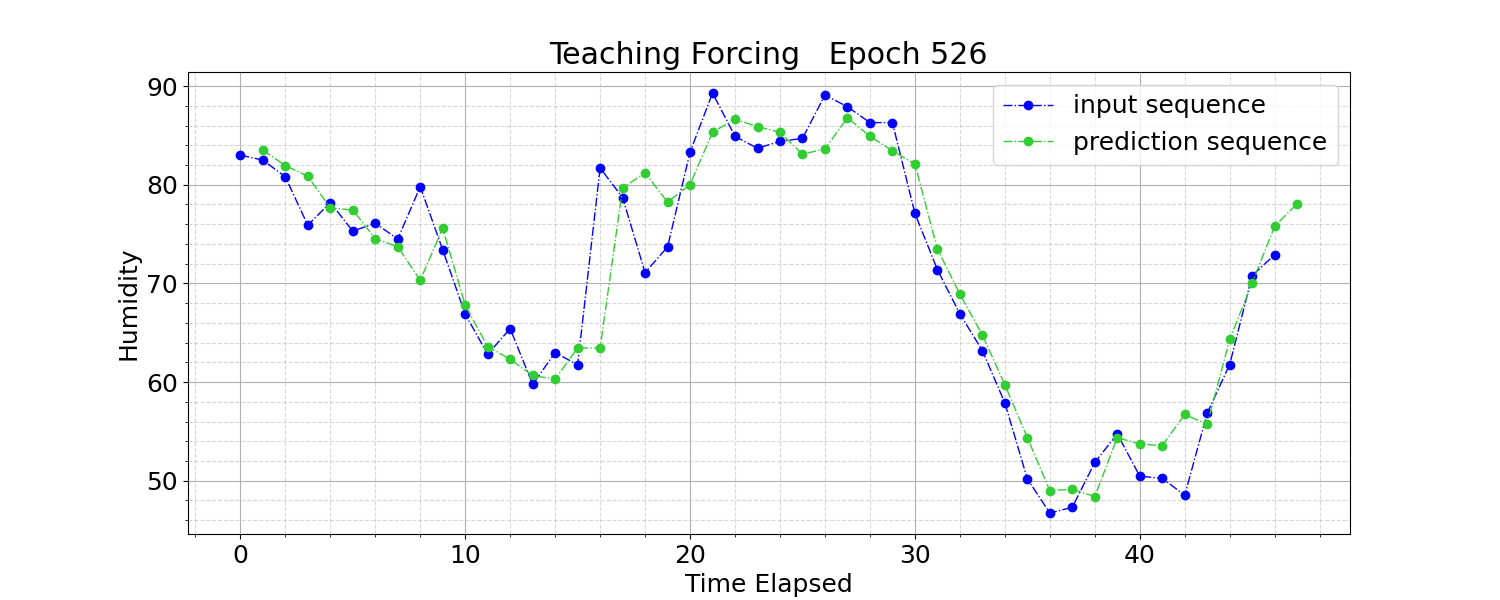 Teaching Forcing   Epoch 526
90
80
70
60
50
Humidity
input sequence
prediction sequence
0 10 20 30 40
Time Elapsed